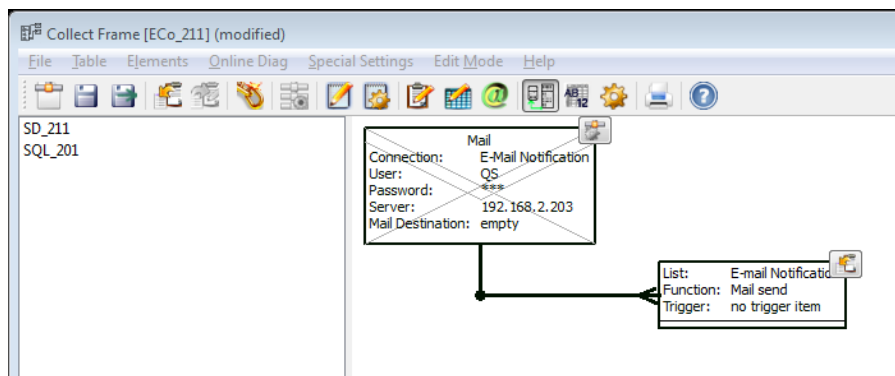 Collect Frame [ECo_211] (modified)
File Table Elements Online Diag Special Settings Edit Mode Help
AB
12
SD_211
SQL_201
Mail
Connection: E-Mail Notification
User: QS
Password: ***
Server: 192.168.2.203
Mail Destination: empty
List: E-mail Notificatio
Function: Mail send
Trigger: no trigger item